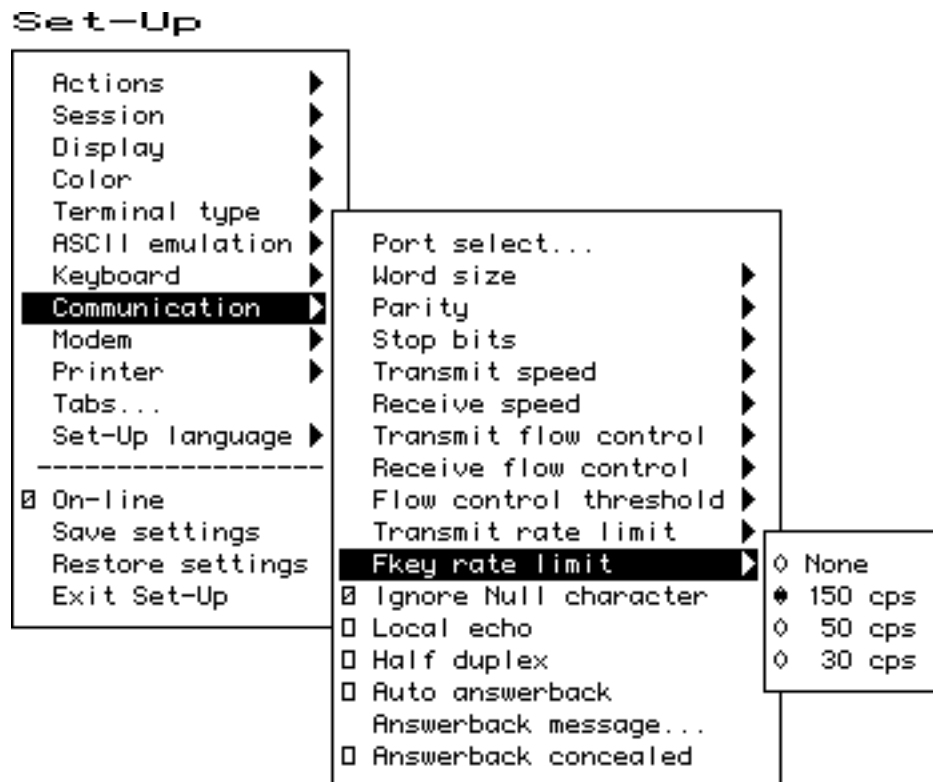 Set-Up
Actions
Session
Display
Color
Terminal type
ASCII emulation
Keyboard
Communication
Modem
Printer
Tabs...
Set-Up language
------------------
On-line
Save settings
Restore settings
Exit Set-Up
Port select...
Word size
Parity
Stop bits
Transmit speed
Receive speed
Transmit flow control
Receive flow control
Flow control threshold
Transmit rate limit
Fkey rate limit
Ignore Null character
Local echo
Half duplex
Auto answerback
Answerback message...
Answerback concealed
None
150 cps
50 cps
30 cps